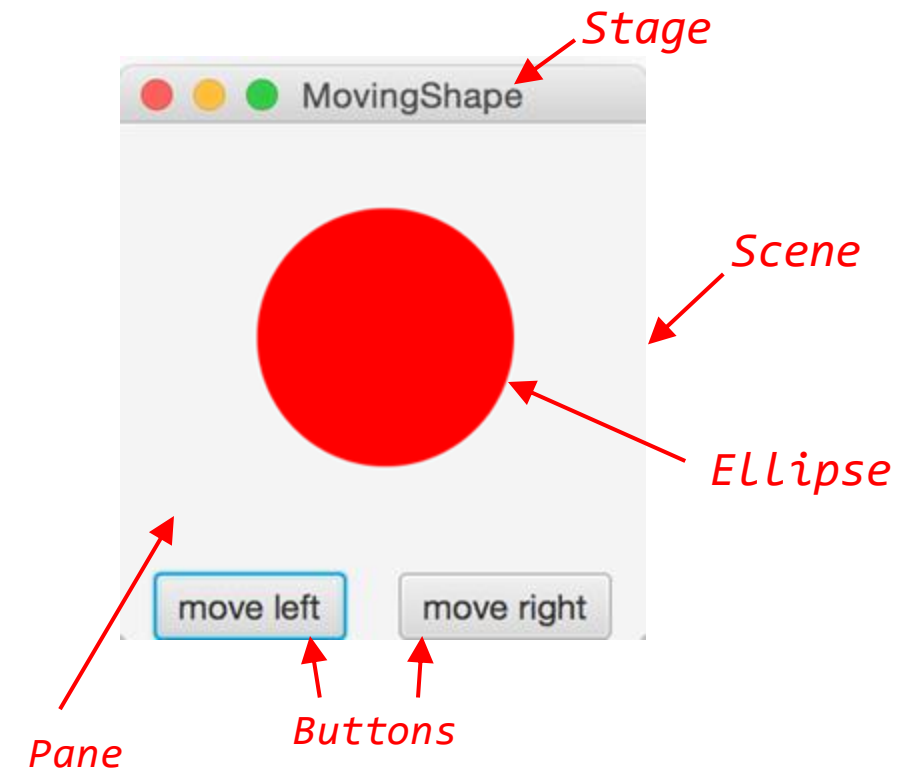 Stage
MovingShape
Scene
Ellipse
move left
move right
Buttons
Pane